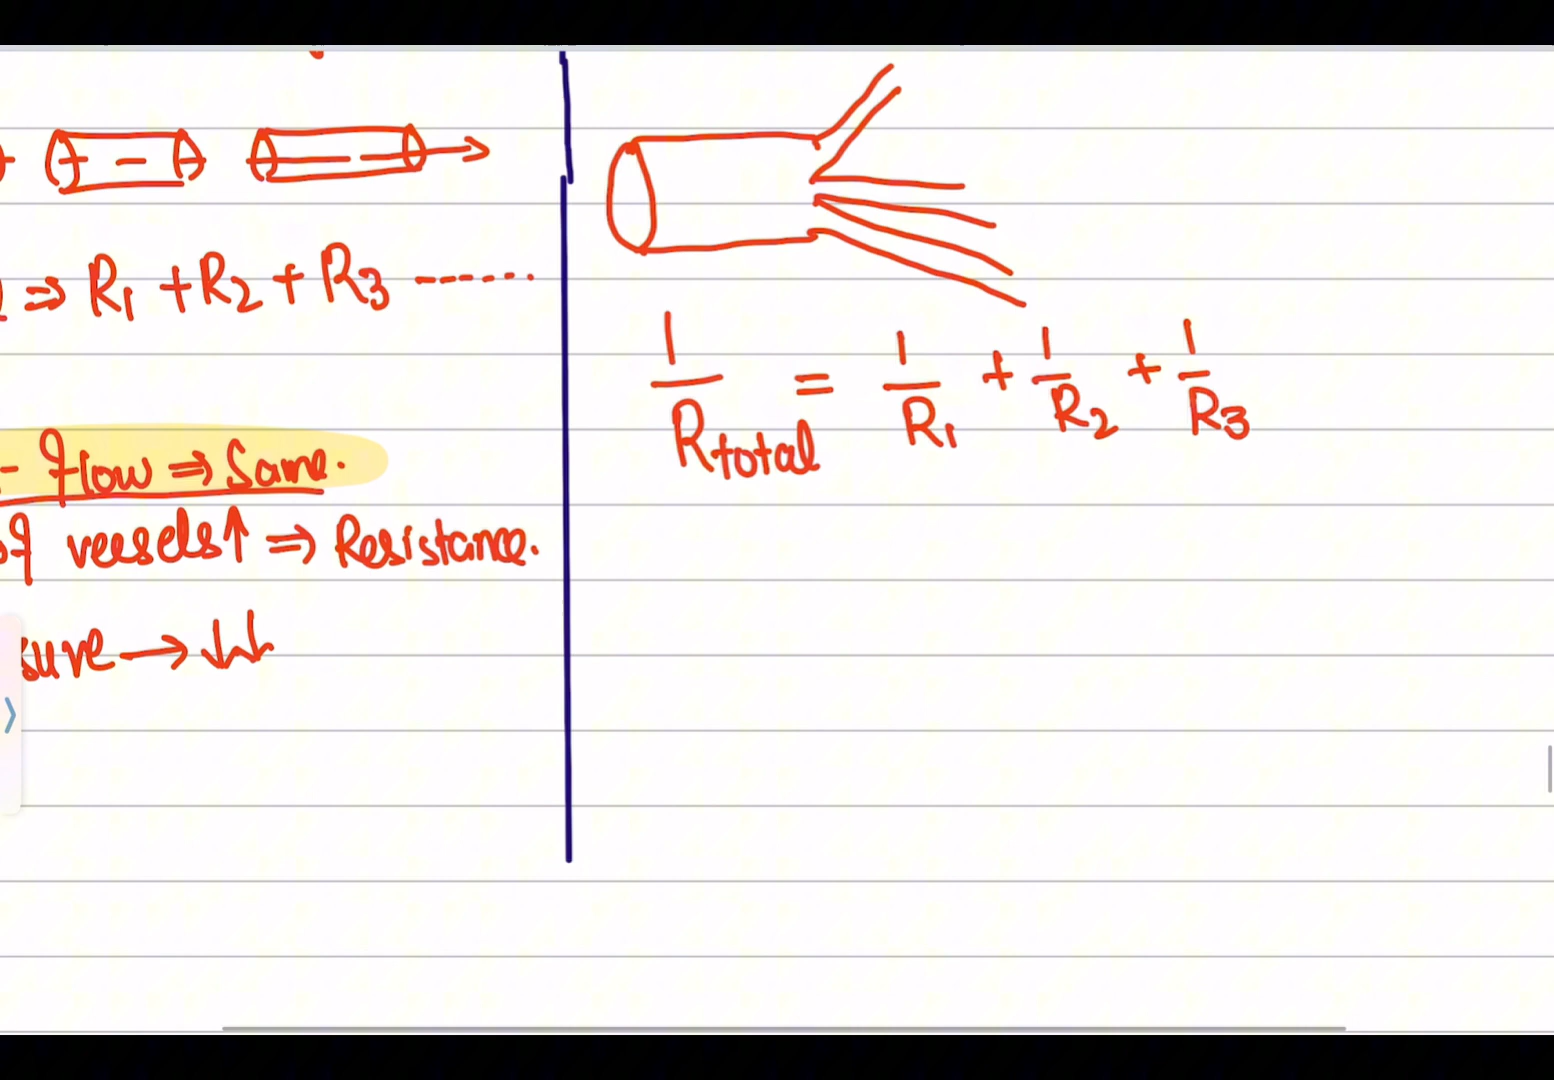 ⇒ R₁ + R₂ + R₃ -------
- flow ⇒ Same.
of vessels↑ ⇒ Resistance.
sure → ↓↓
1/Rtotal = 1/R₁ + 1/R₂ + 1/R₃